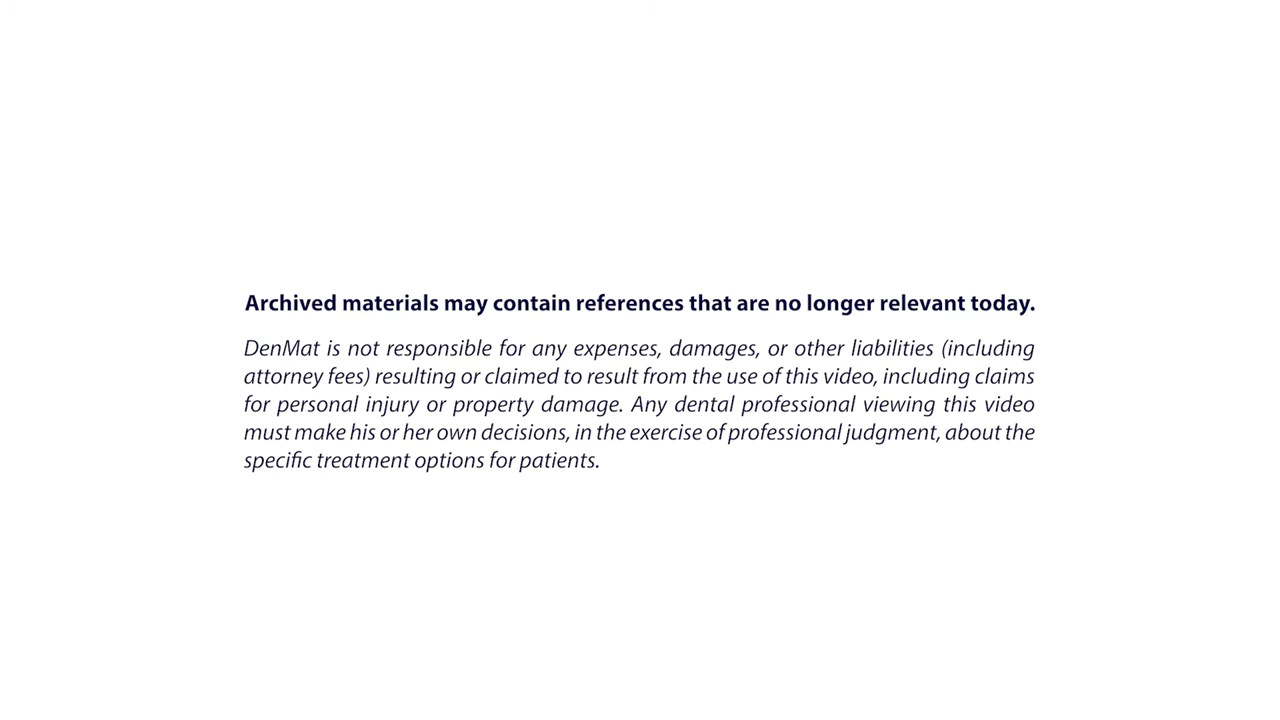 Archived materials may contain references that are no longer relevant today.
DenMat is not responsible for any expenses, damages, or other liabilities (including
attorney fees) resulting or claimed to result from the use of this video, including claims
for personal injury or property damage. Any dental professional viewing this video
must make his or her own decisions, in the exercise of professional judgment, about the
specific treatment options for patients.